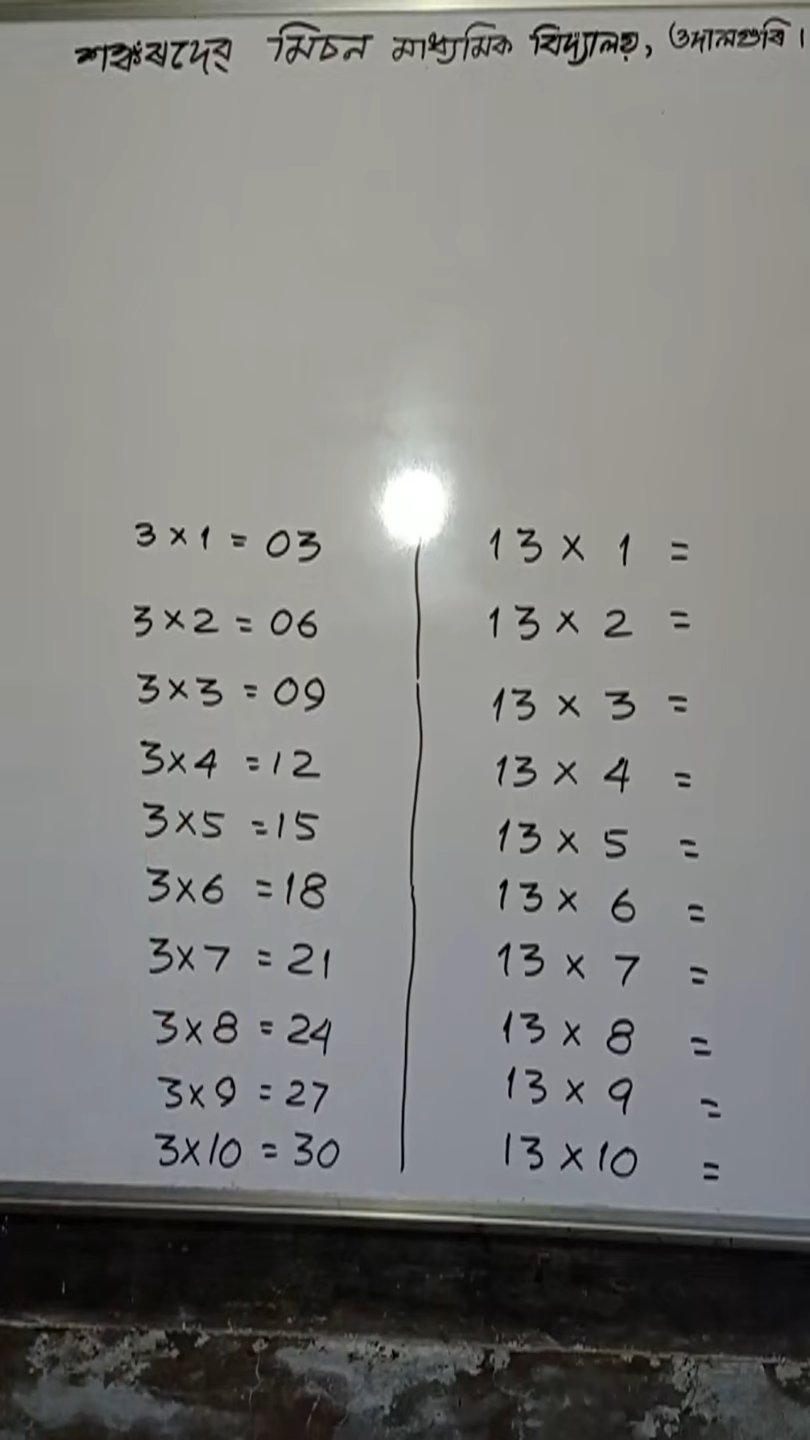 শঙ্কৰদেৱ মিচন মাধ্যমিক বিদ্যালয়, ওদালগুৰি।
3 × 1 = 03
3 × 2 = 06
3 × 3 = 09
3 × 4 = 12
3 × 5 = 15
3 × 6 = 18
3 × 7 = 21
3 × 8 = 24
3 × 9 = 27
3 × 10 = 30
13 × 1 =
13 × 2 =
13 × 3 =
13 × 4 =
13 × 5 =
13 × 6 =
13 × 7 =
13 × 8 =
13 × 9 =
13 × 10 =